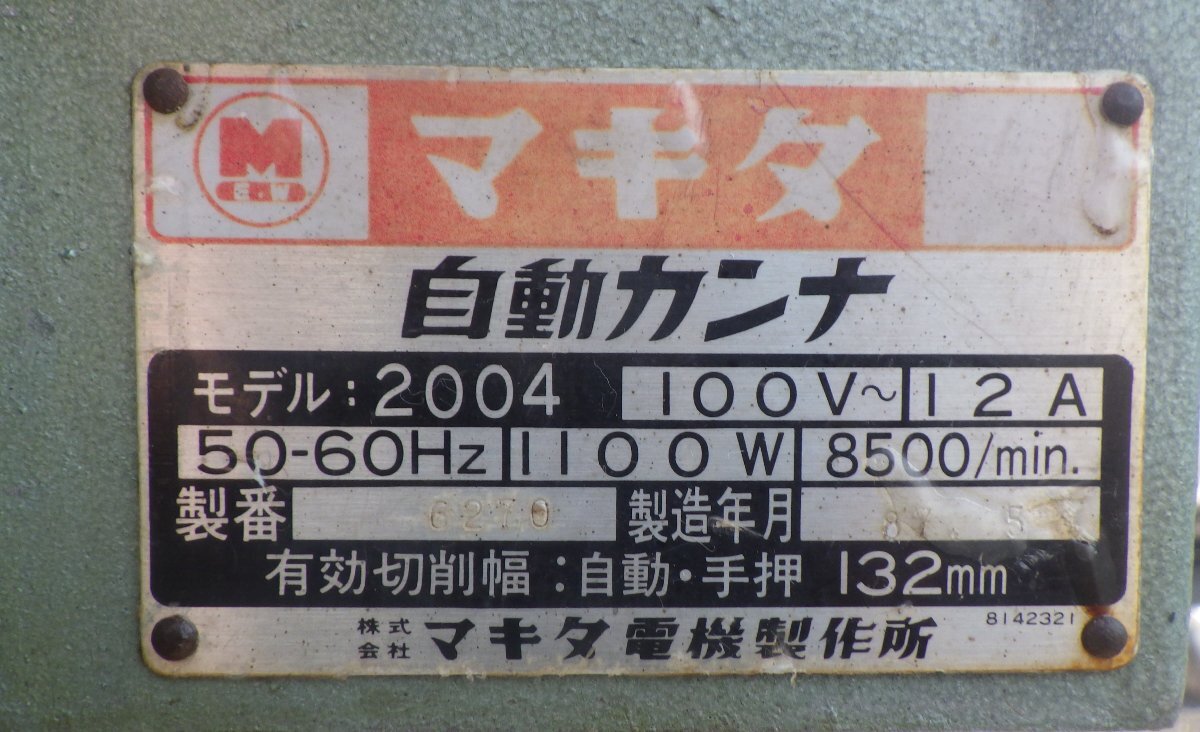 M
E.W
マキタ
自動カンナ
モデル:2004 100V~ 12A
50-60Hz 1100W 8500/min.
製番 6270 製造年月 87. 5
有効切削幅:自動・手押 132mm
8142321
株式会社 マキタ電機製作所